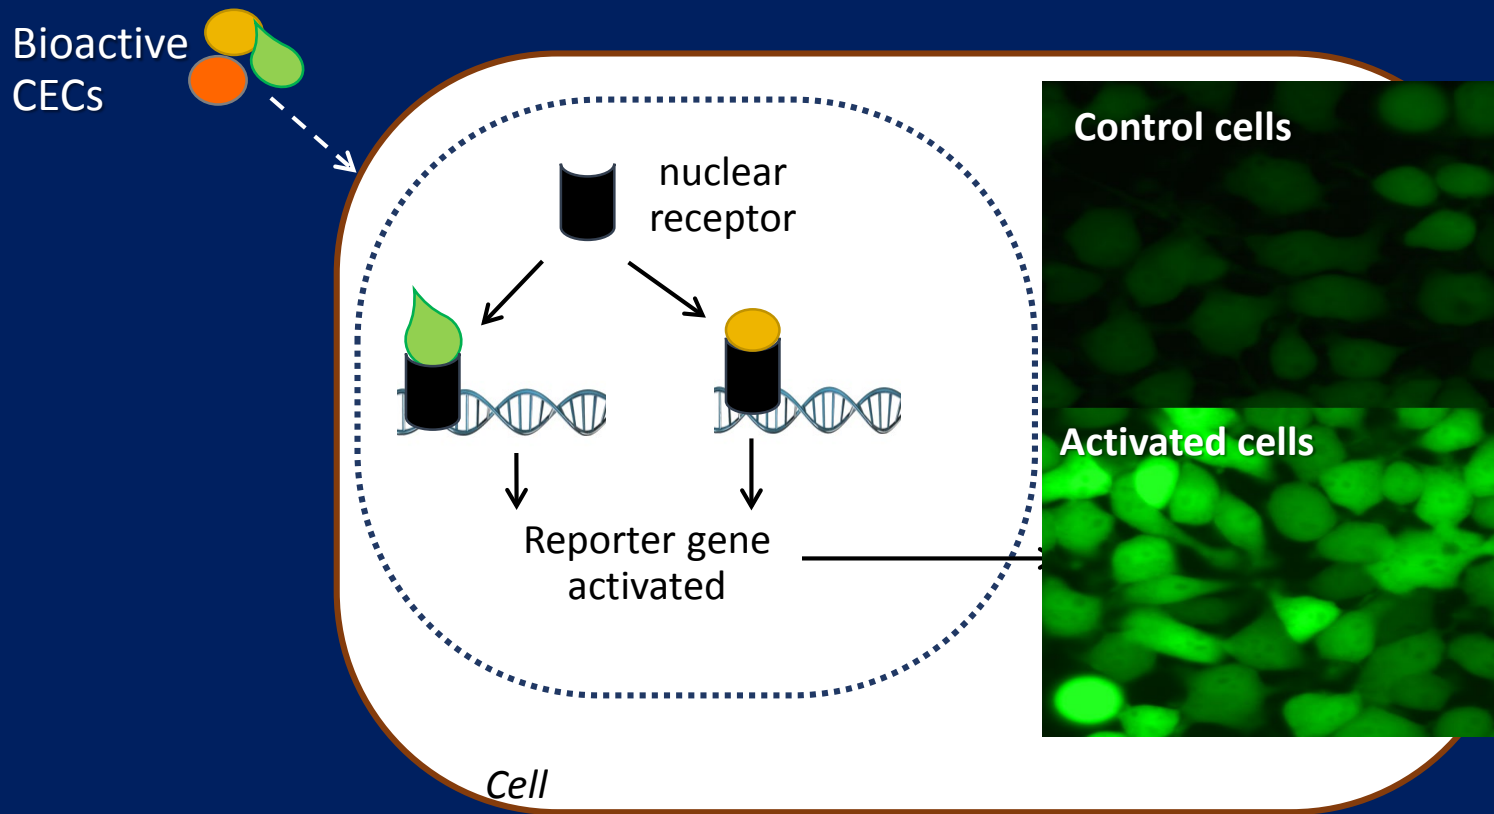 Bioactive
CECs
nuclear
receptor
Reporter gene
activated
Cell
Control cells
Activated cells